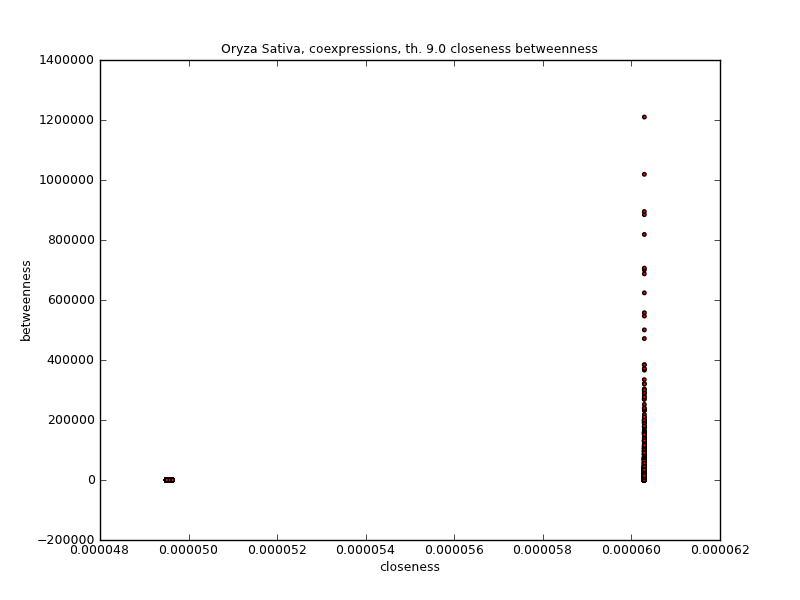 Oryza Sativa, coexpressions, th. 9.0 closeness betweenness
1400000
1200000
1000000
800000
600000
400000
200000
0
−200000
betweenness
0.000048 0.000050 0.000052 0.000054 0.000056 0.000058 0.000060 0.000062
closeness